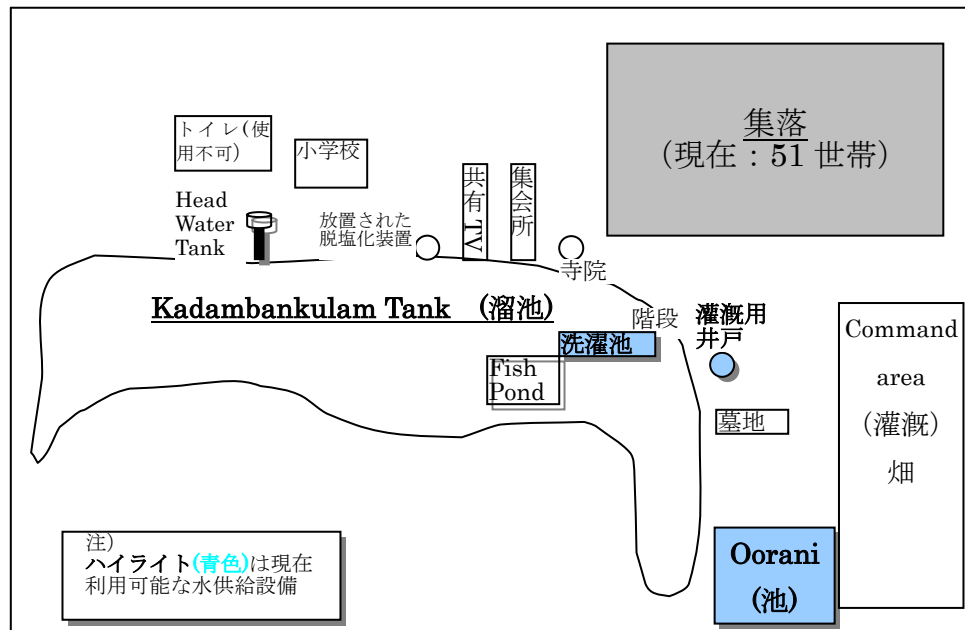 集落
(現在：51 世帯)
トイレ(使
用不可)
小学校
Head
Water
Tank
放置された
脱塩化装置
共有 TV
集会所
寺院
Kadambankulam Tank (溜池)
階段
灌漑用
井戸
洗濯池
Fish
Pond
墓地
Command
area
(灌漑)
畑
Oorani
(池)
注)
ハイライト(青色)は現在
利用可能な水供給設備